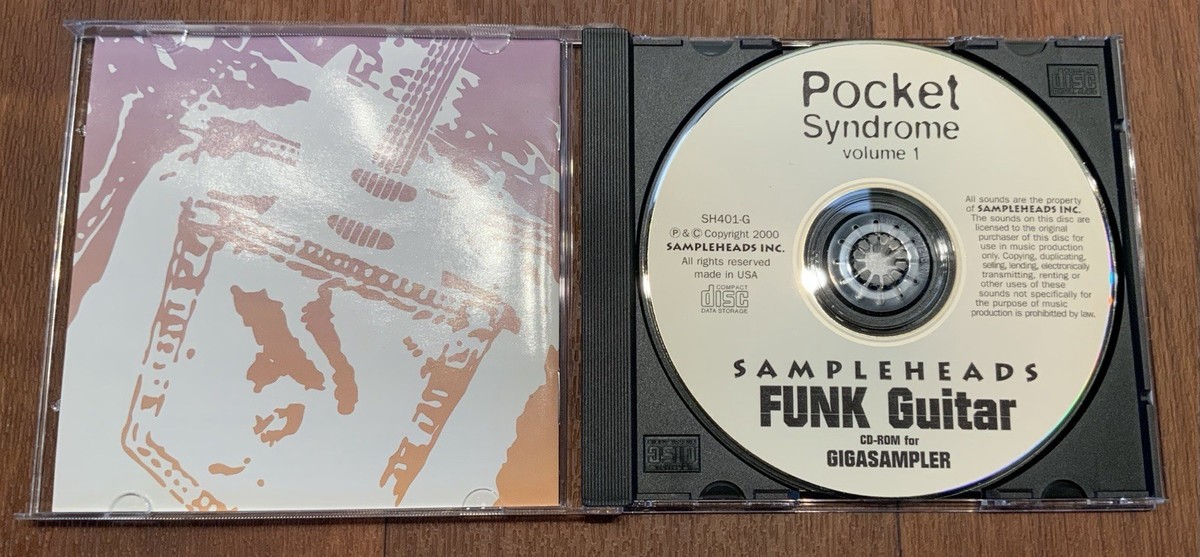 Pocket
Syndrome
volume 1
SH401-G
℗ & © Copyright 2000
SAMPLEHEADS INC.
All rights reserved
made in USA
COMPACT
disc
DATA STORAGE
All sounds are the property
of SAMPLEHEADS INC.
The sounds on this disc are
licensed to the original
purchaser of this disc for
use in music production
only. Copying, duplicating,
selling, lending, electronically
transmitting, renting or
other uses of these
sounds not specifically for
the purpose of music
production is prohibited by law.
SAMPLEHEADS
FUNK Guitar
CD-ROM for
GIGASAMPLER
disc
disc